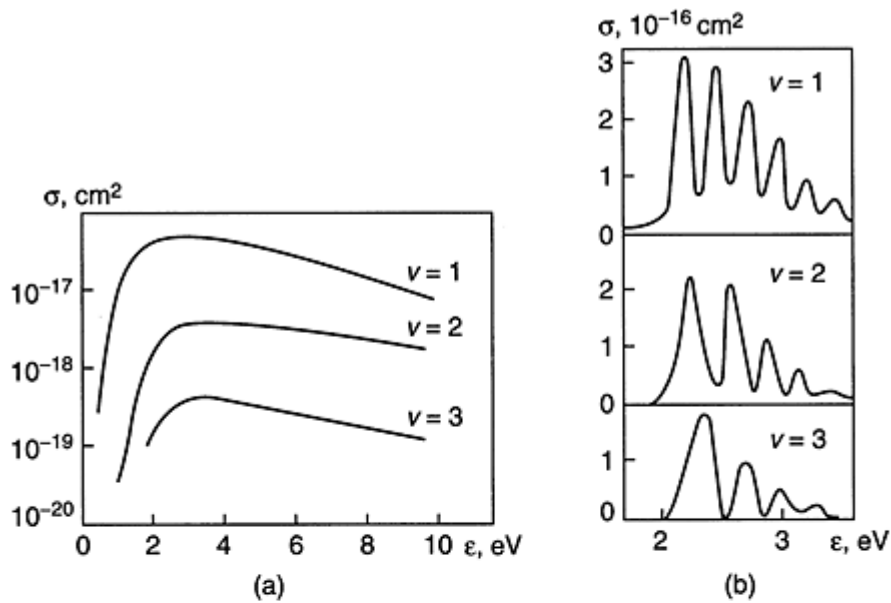 σ, cm²
10⁻¹⁷
10⁻¹⁸
10⁻¹⁹
10⁻²⁰
v = 1
v = 2
v = 3
0 2 4 6 8 10 ε, eV
(a)
σ, 10⁻¹⁶ cm²
3
2
1
0
v = 1
2
1
0
v = 2
1
0
v = 3
2 3 ε, eV
(b)